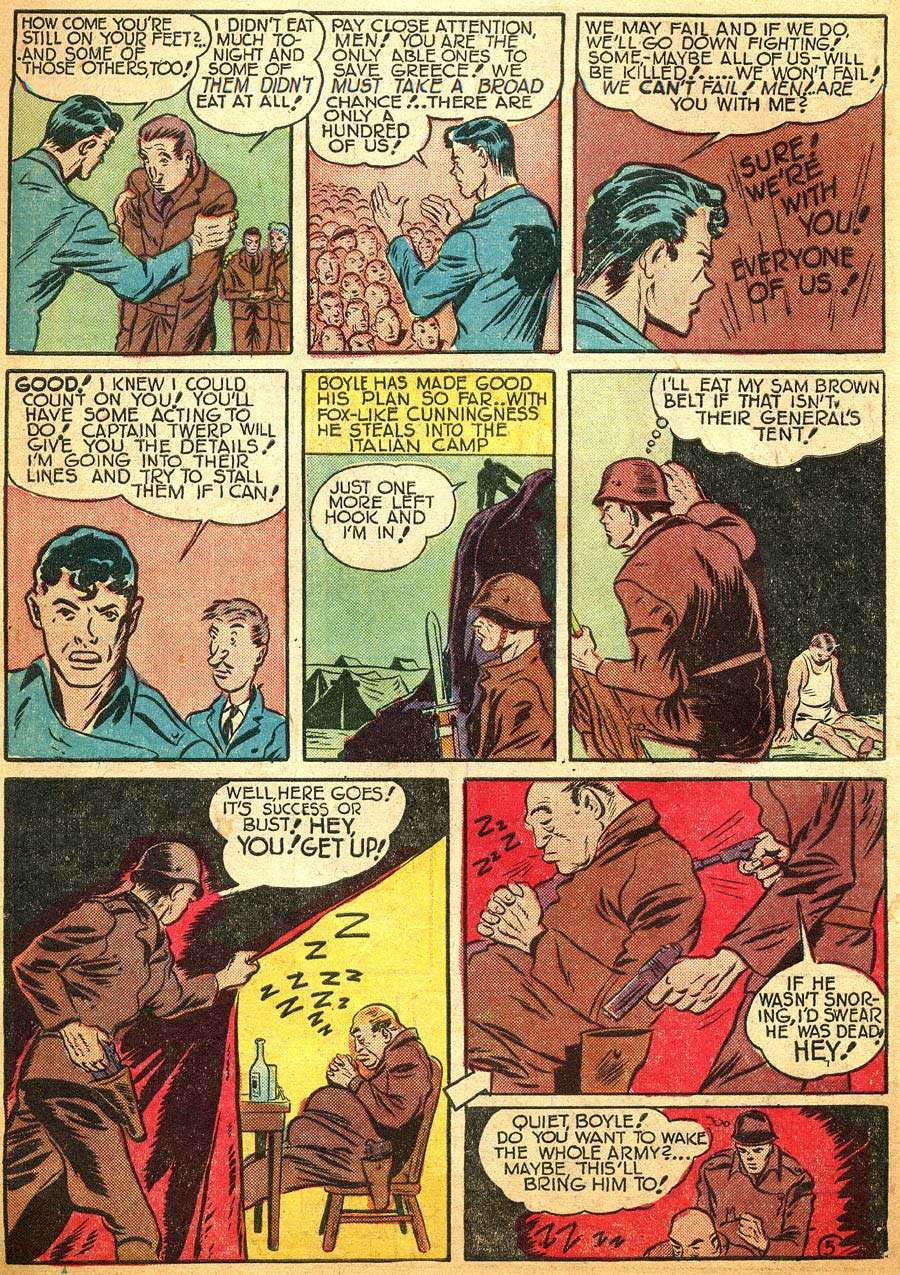 HOW COME YOU'RE
STILL ON YOUR FEET?..
..AND SOME OF
THOSE OTHERS, TOO!
I DIDN'T EAT
MUCH TO-
NIGHT AND
SOME OF
THEM DIDN'T
EAT AT ALL!
PAY CLOSE ATTENTION,
MEN! YOU ARE THE
ONLY ABLE ONES TO
SAVE GREECE! WE
MUST TAKE A BROAD
CHANCE!..THERE ARE
ONLY A
HUNDRED
OF US!
WE MAY FAIL AND IF WE DO,
WE'LL GO DOWN FIGHTING!
SOME,-MAYBE ALL OF US-WILL
BE KILLED!.....WE WON'T FAIL!
WE CAN'T FAIL! MEN!..ARE
YOU WITH ME?
SURE!
WE'RE
WITH
YOU!
EVERYONE
OF US!
GOOD! I KNEW I COULD
COUNT ON YOU! YOU'LL
HAVE SOME ACTING TO
DO! CAPTAIN TWERP WILL
GIVE YOU THE DETAILS!
I'M GOING INTO THEIR
LINES AND TRY TO STALL
THEM IF I CAN!
BOYLE HAS MADE GOOD
HIS PLAN SO FAR..WITH
FOX-LIKE CUNNINGNESS
HE STEALS INTO THE
ITALIAN CAMP
JUST ONE
MORE LEFT
HOOK AND
I'M IN!
I'LL EAT MY SAM BROWN
BELT IF THAT ISN'T
THEIR GENERAL'S
TENT!
WELL, HERE GOES!
IT'S SUCCESS OR
BUST! HEY,
YOU! GET UP!
Z Z
Z Z Z Z
Z Z Z Z
Z Z
Z Z
Z Z Z
IF HE
WASN'T SNOR-
ING, I'D SWEAR
HE WAS DEAD!
HEY!
QUIET, BOYLE!
DO YOU WANT TO WAKE
THE WHOLE ARMY?....
MAYBE THIS'LL
BRING HIM TO!
ZZ Z Z Z
5